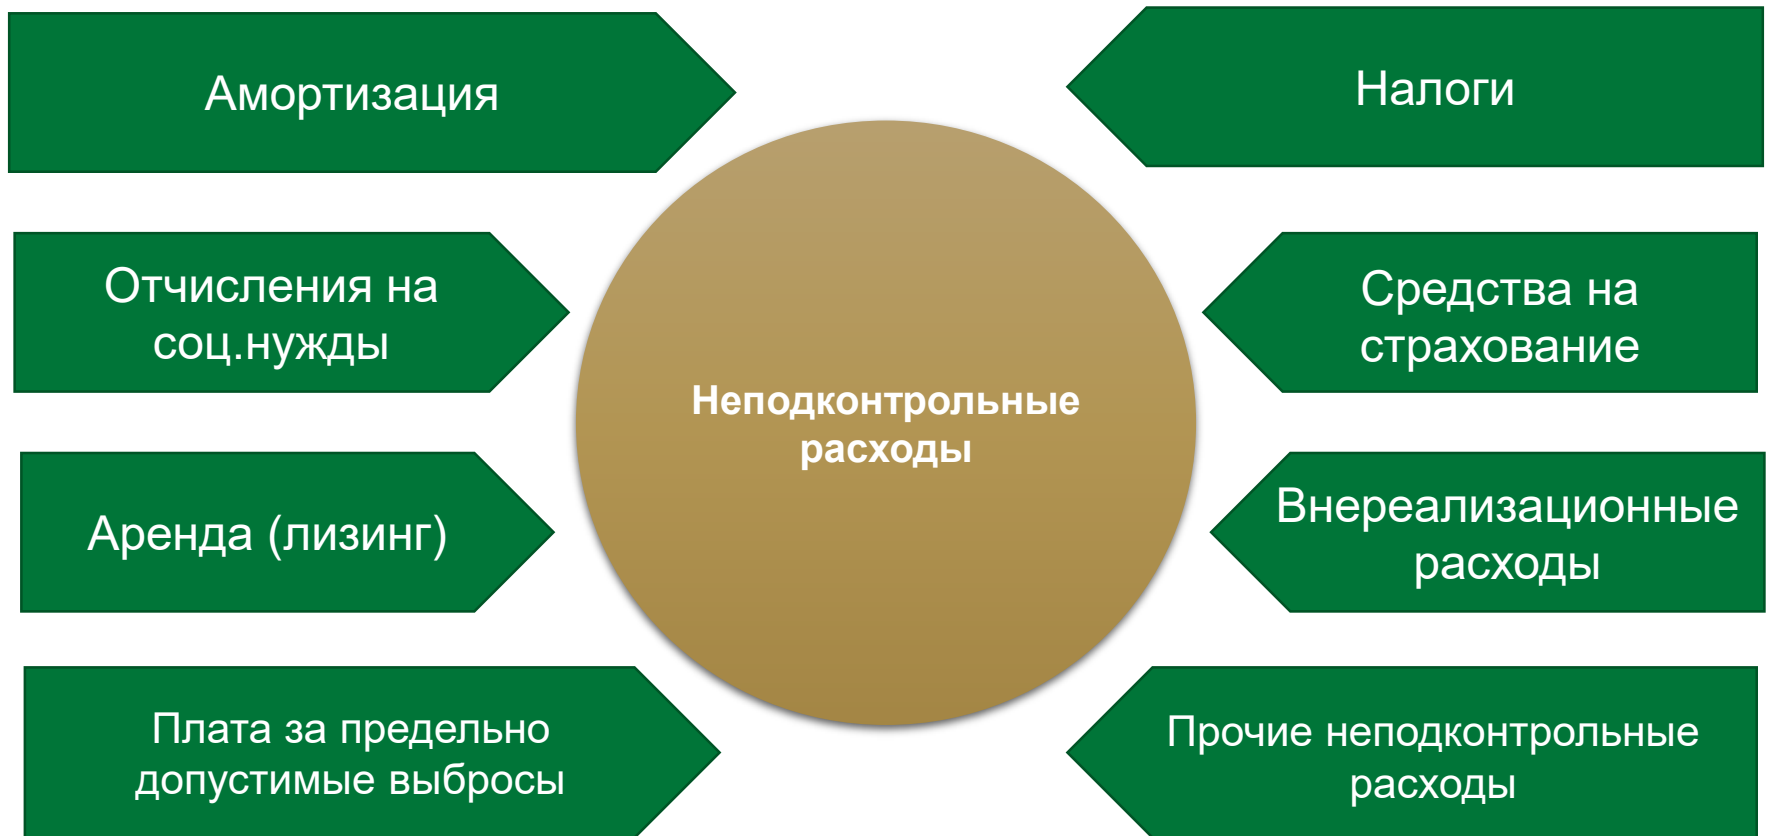 Амортизация
Налоги
Отчисления на
соц.нужды
Средства на
страхование
Неподконтрольные
расходы
Аренда (лизинг)
Внереализационные
расходы
Плата за предельно
допустимые выбросы
Прочие неподконтрольные
расходы